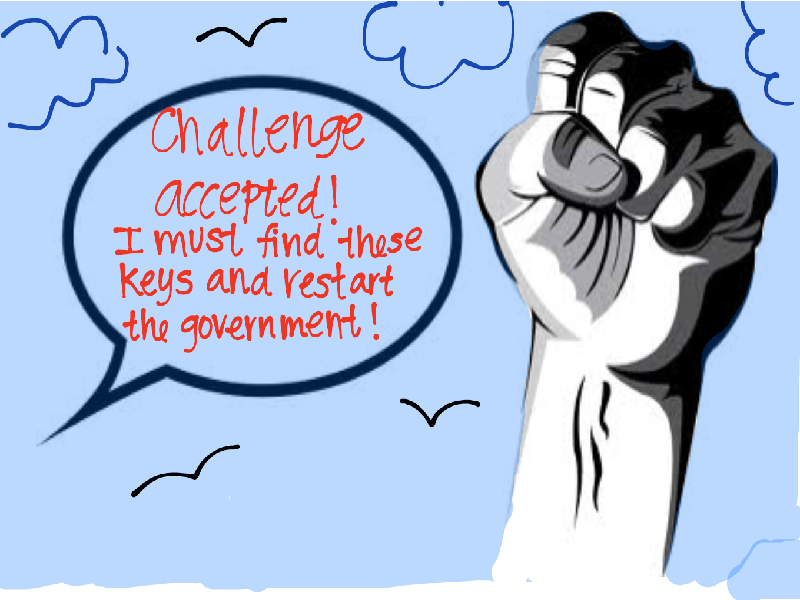 Challenge
accepted!
I must find these
keys and restart
the government!